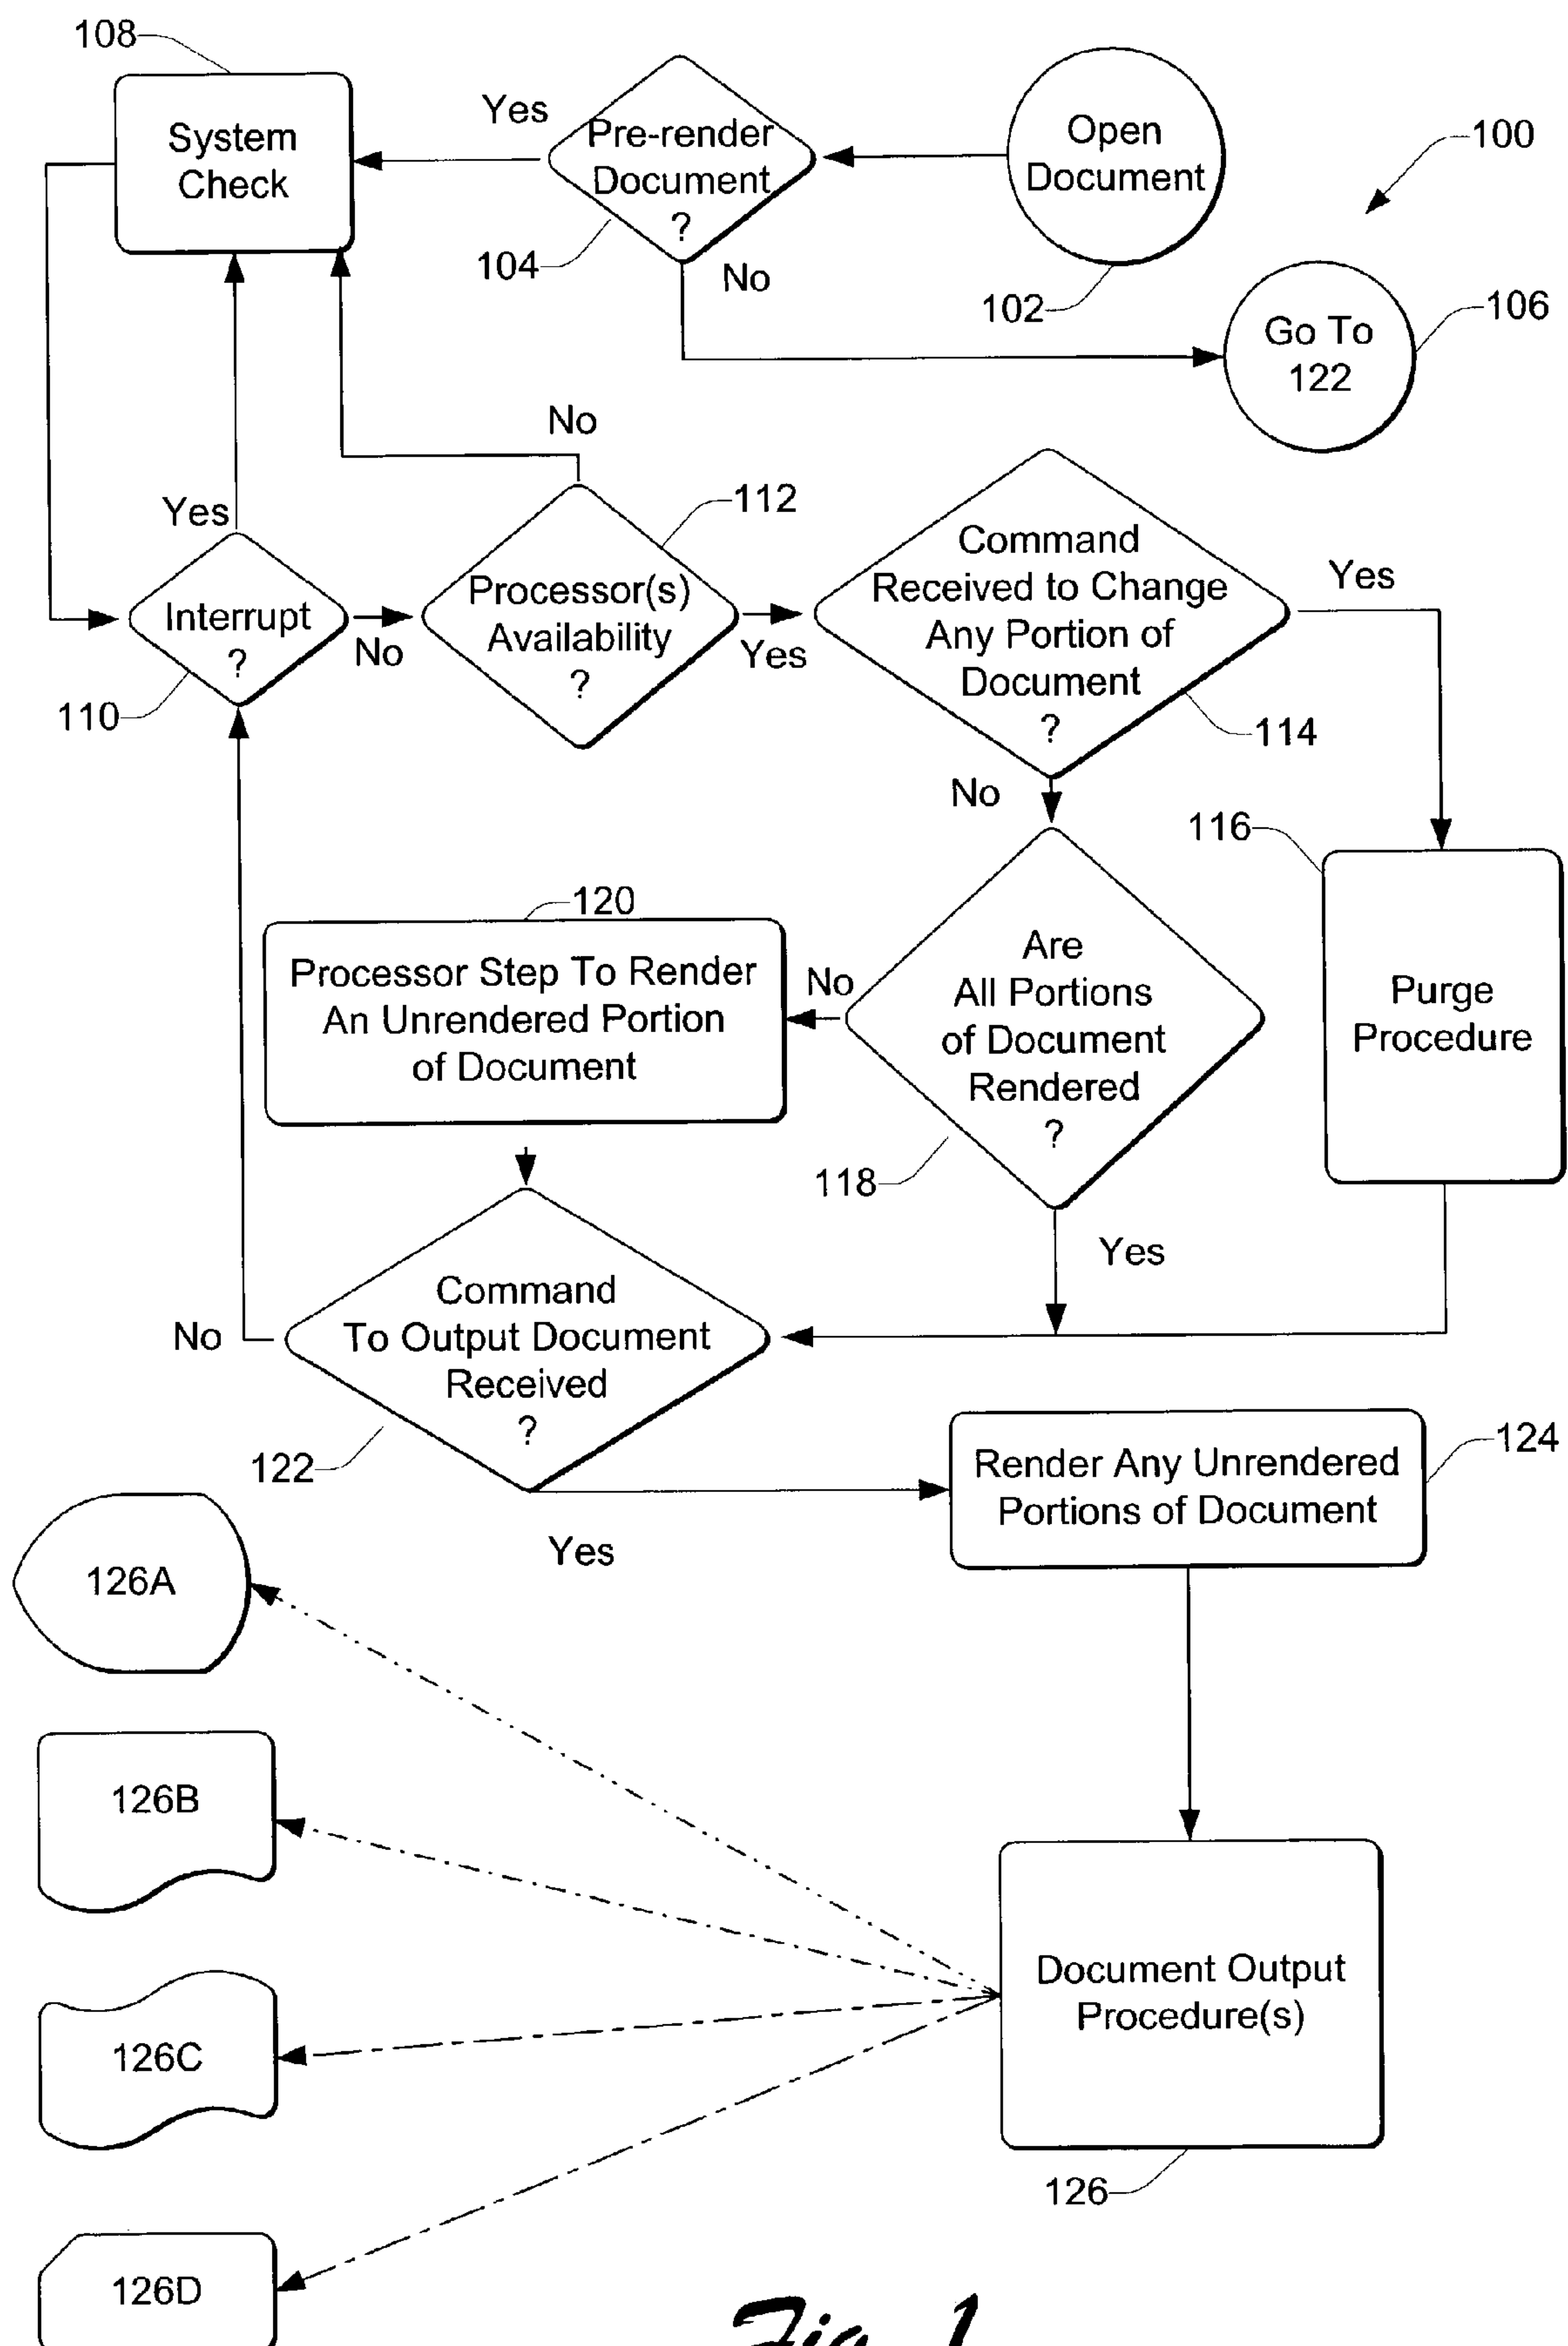 108
System
Check
Yes
Pre-render
Document
?
104
No
Open
Document
102
100
Go To
122
106
No
Yes
Interrupt
?
110
No
112
Processor(s)
Availability
?
Yes
Command
Received to Change
Any Portion of
Document
?
114
Yes
No
116
Purge
Procedure
120
Processor Step To Render
An Unrendered Portion
of Document
No
Are
All Portions
of Document
Rendered
?
118
Yes
Command
To Output Document
Received
?
No
122
Yes
Render Any Unrendered
Portions of Document
124
126A
126B
126C
126D
Document Output
Procedure(s)
126
Fig. 1